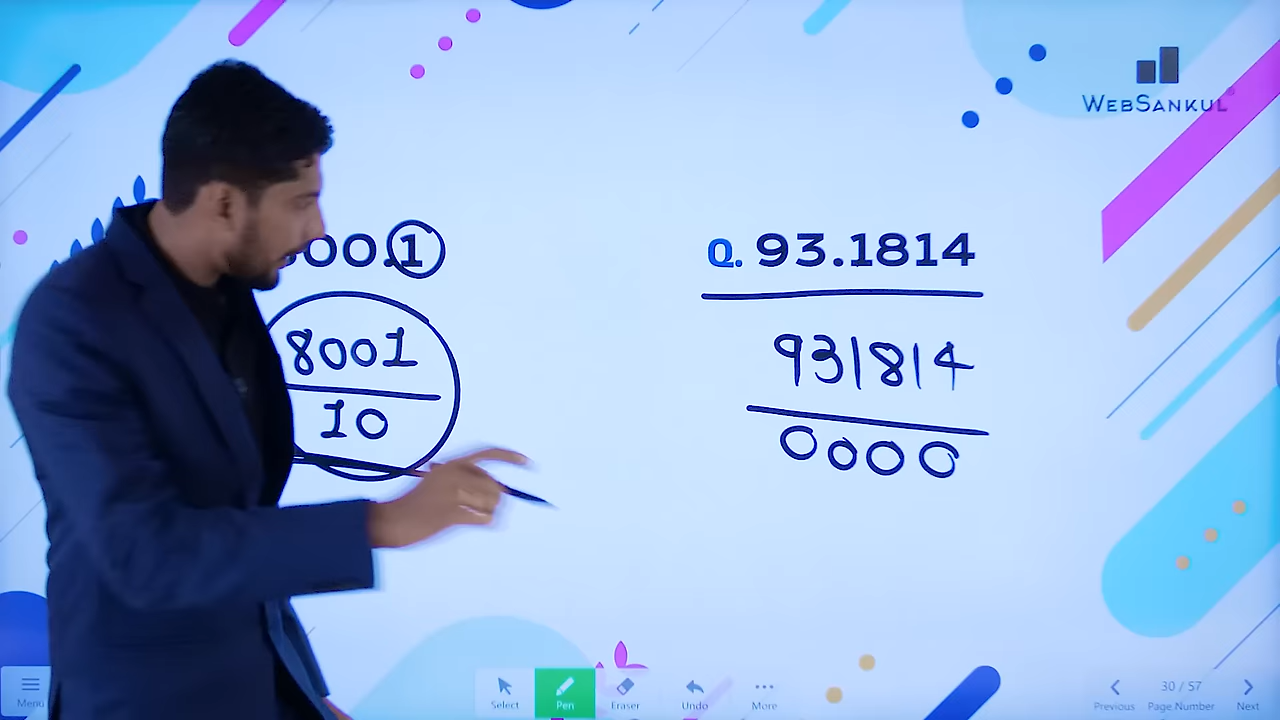 WEBSANKUL
00.1
8001
10
Q. 93.1814
931814
0000
Menu
Select
Pen
Eraser
Undo
More
Previous
30 / 57
Page Number
Next